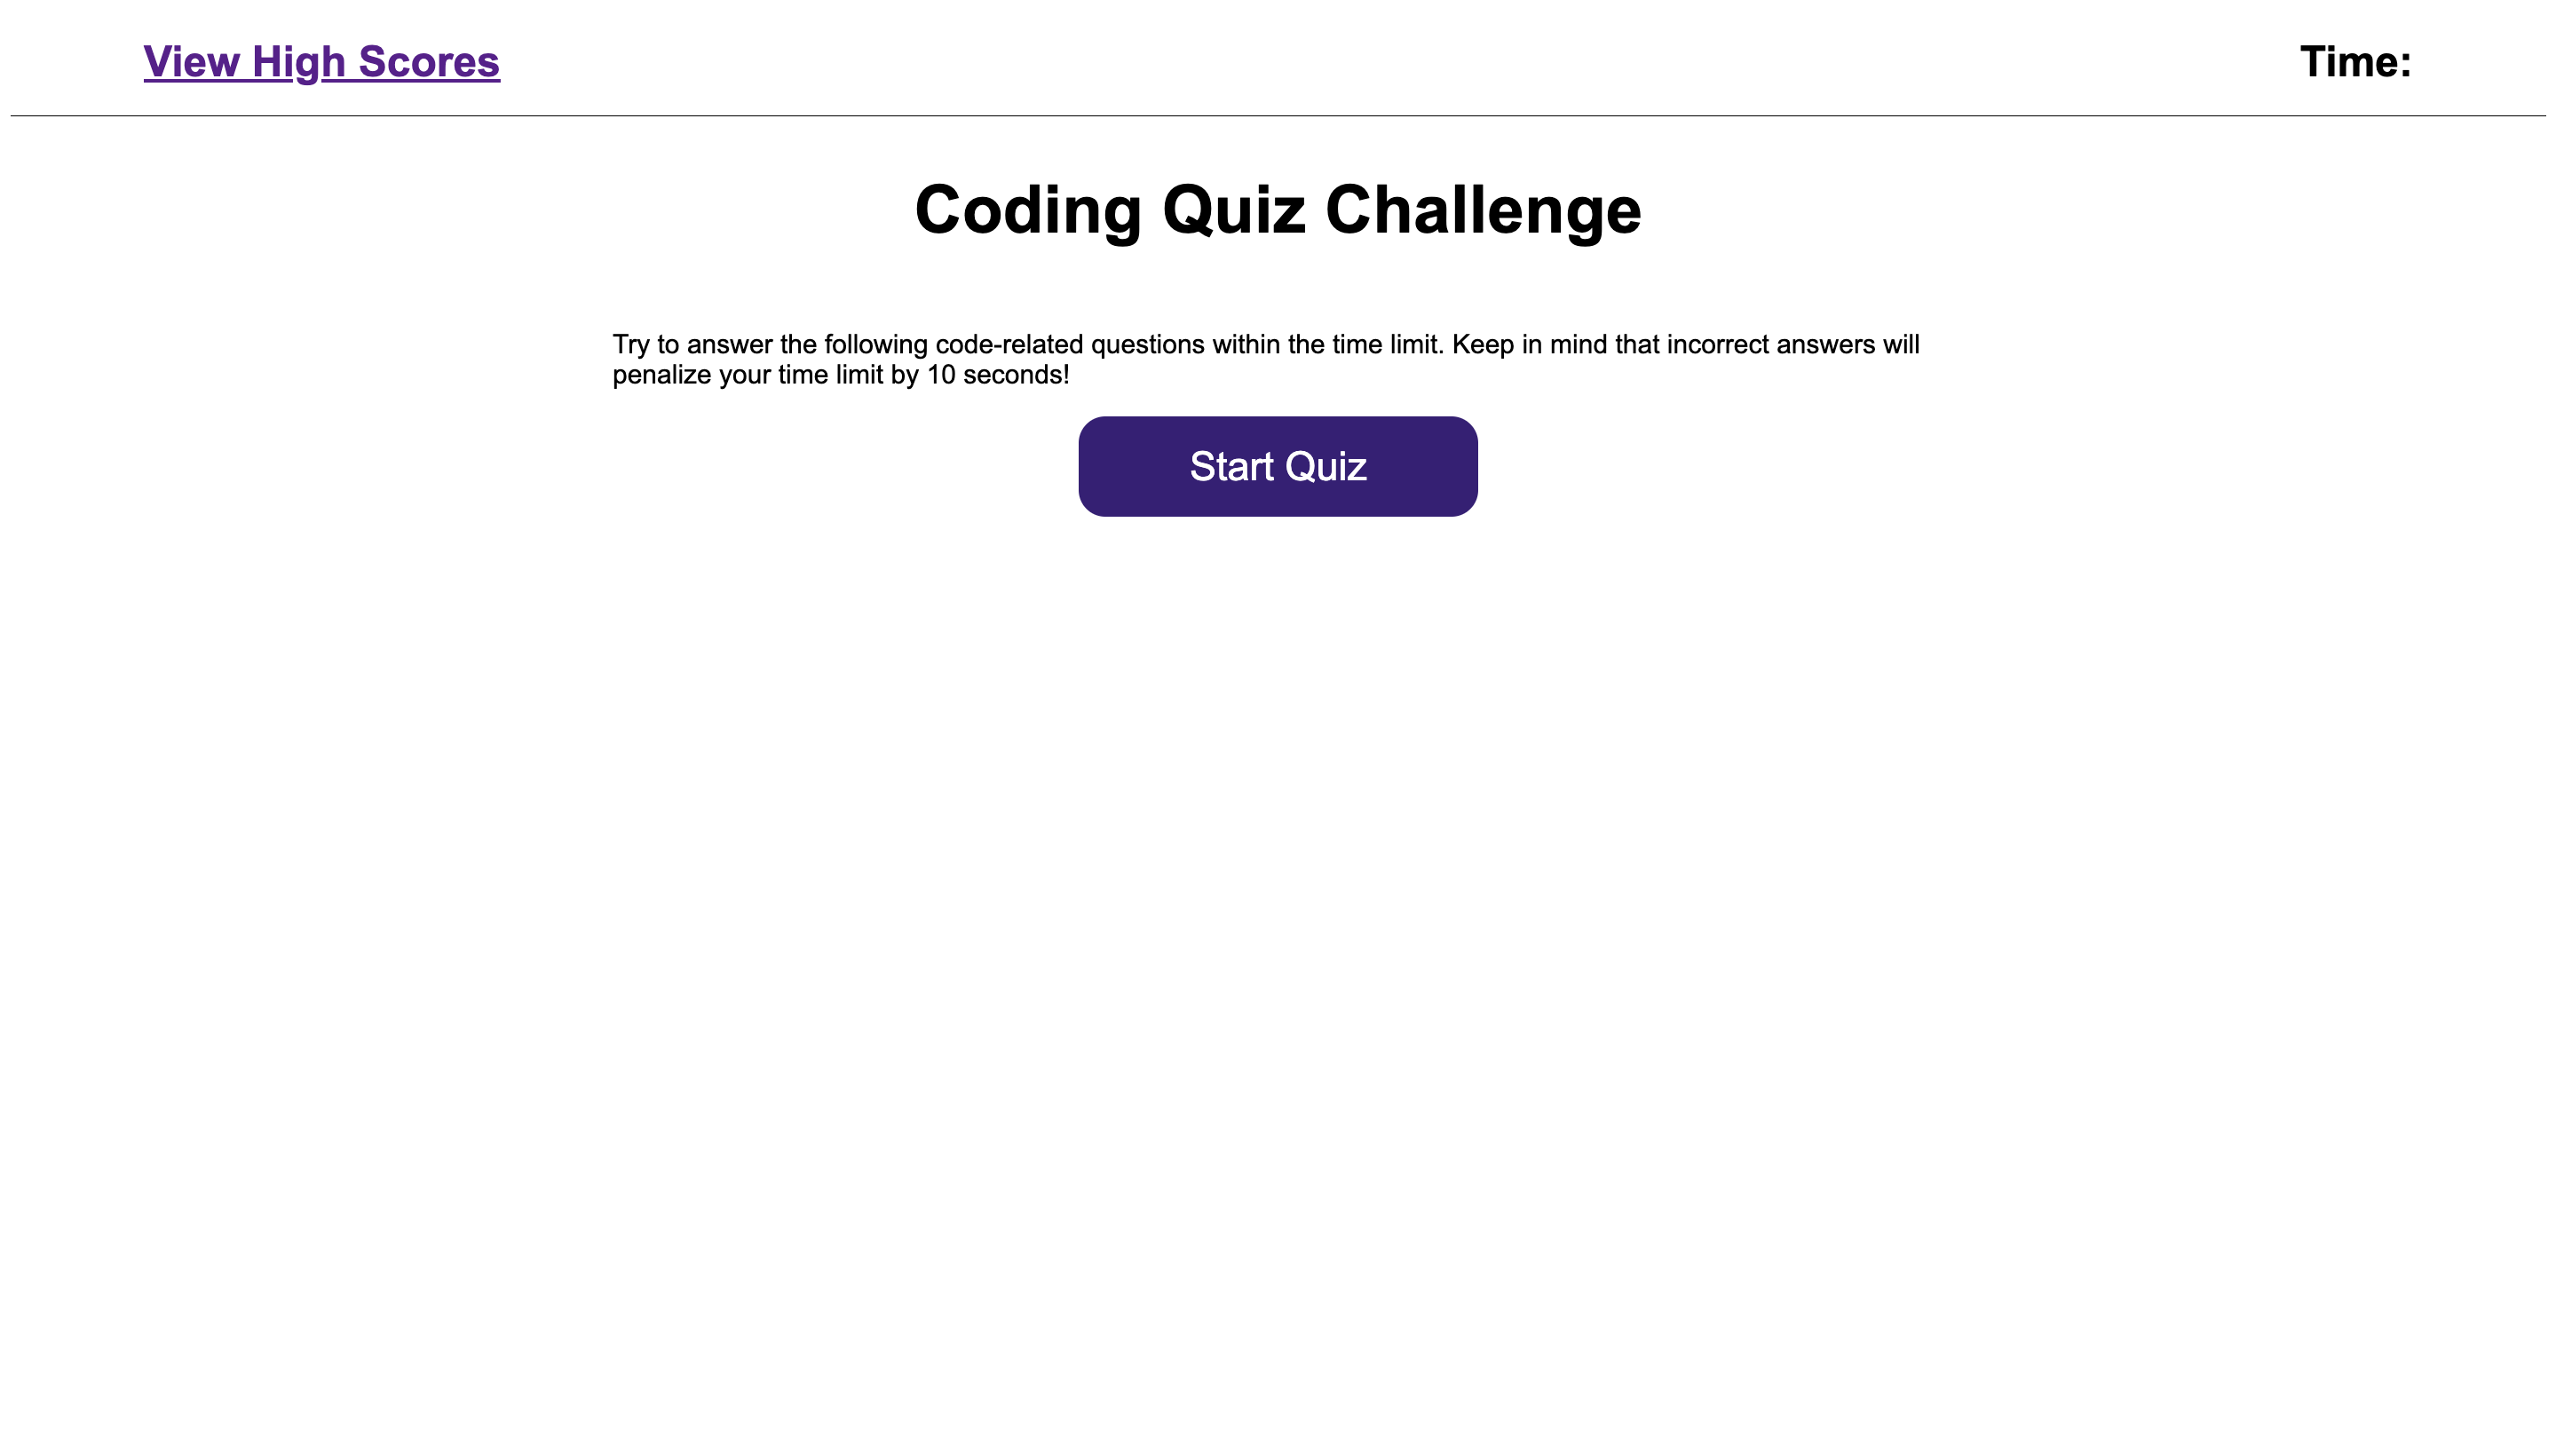 View High Scores
Time:
Coding Quiz Challenge
Try to answer the following code-related questions within the time limit. Keep in mind that incorrect answers will
penalize your time limit by 10 seconds!
Start Quiz